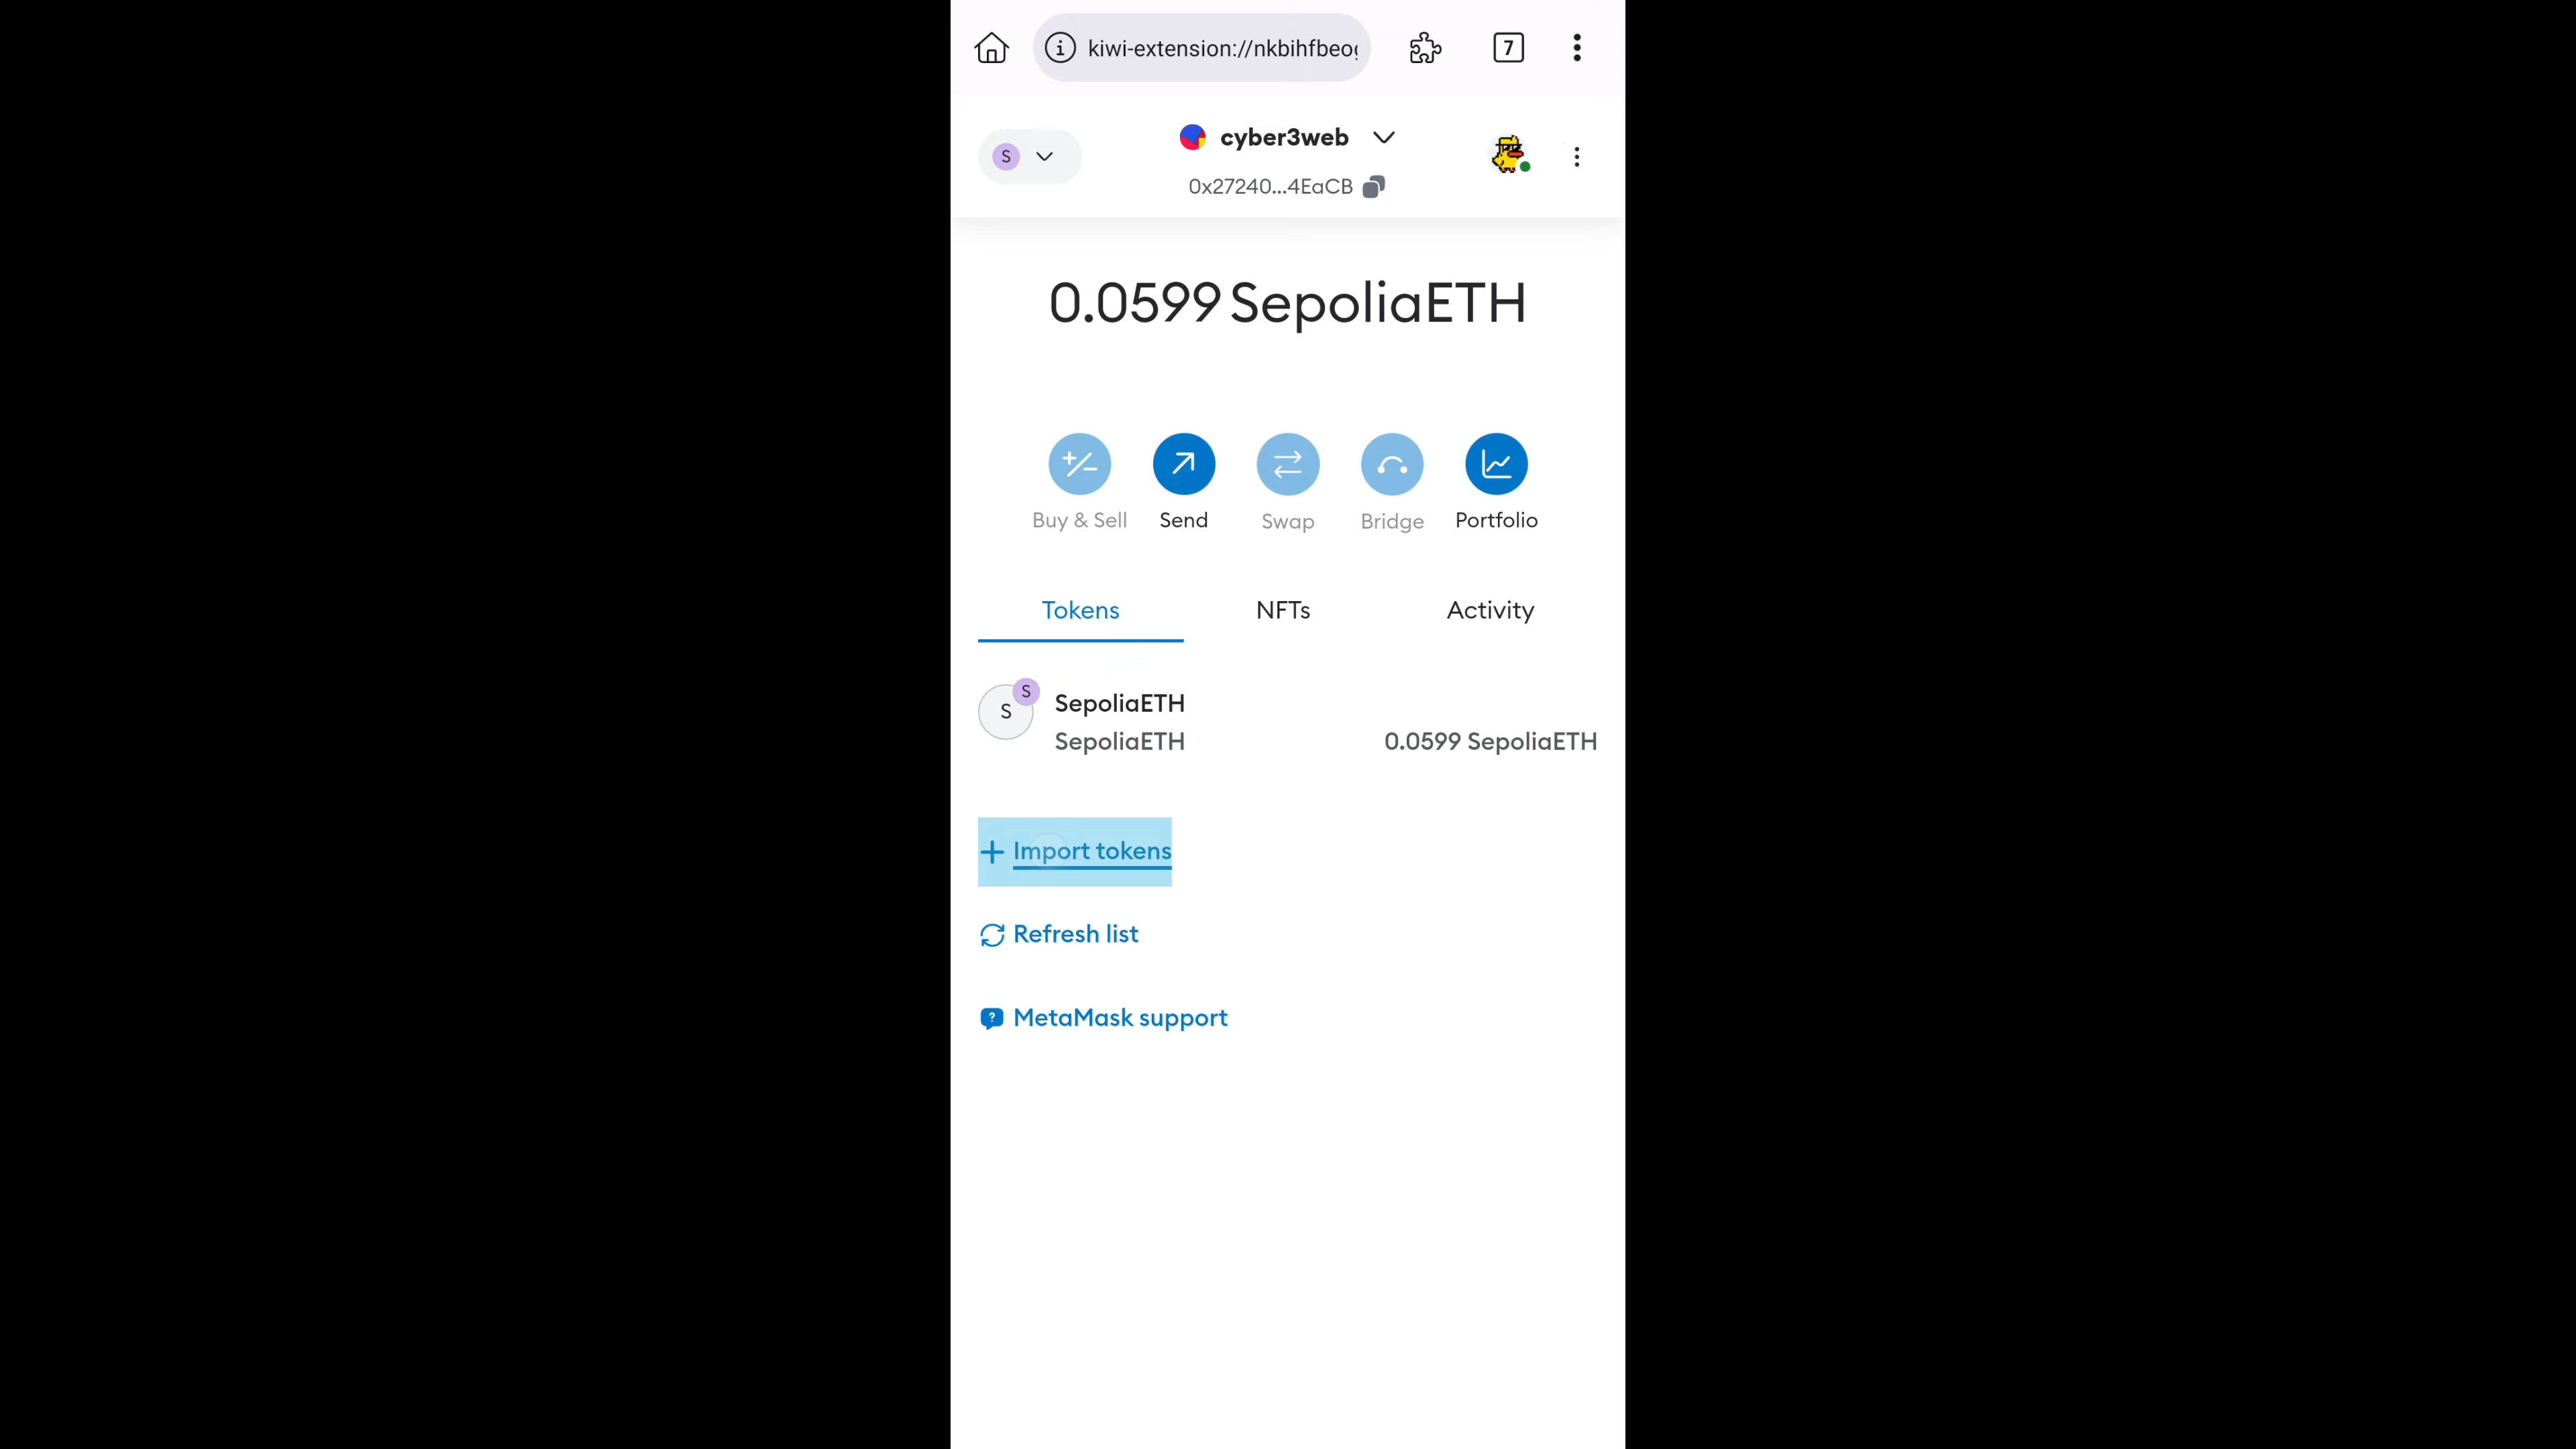 kiwi-extension://nkbihfbeog
7
S
cyber3web
0x27240...4EaCB
0.0599 SepoliaETH
Buy & Sell
Send
Swap
Bridge
Portfolio
Tokens
NFTs
Activity
S
S
SepoliaETH
SepoliaETH
0.0599 SepoliaETH
Import tokens
Refresh list
MetaMask support